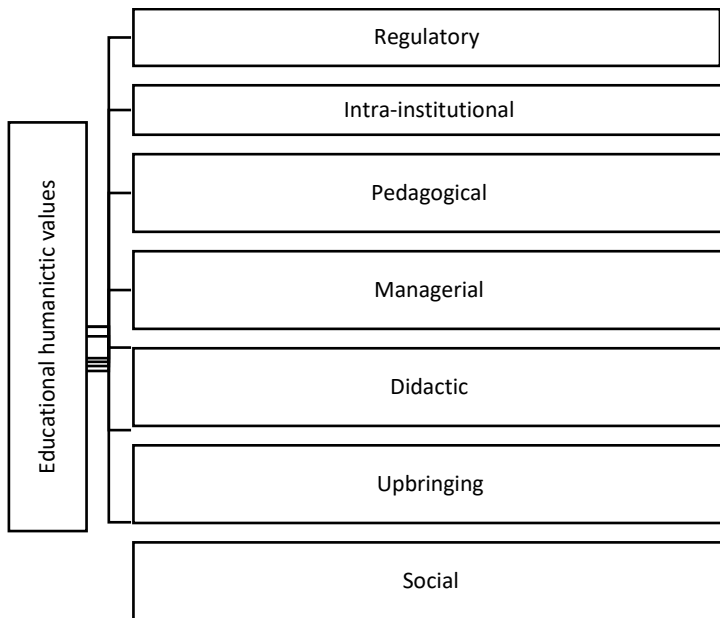 Educational humanictic values
Regulatory
Intra-institutional
Pedagogical
Managerial
Didactic
Upbringing
Social